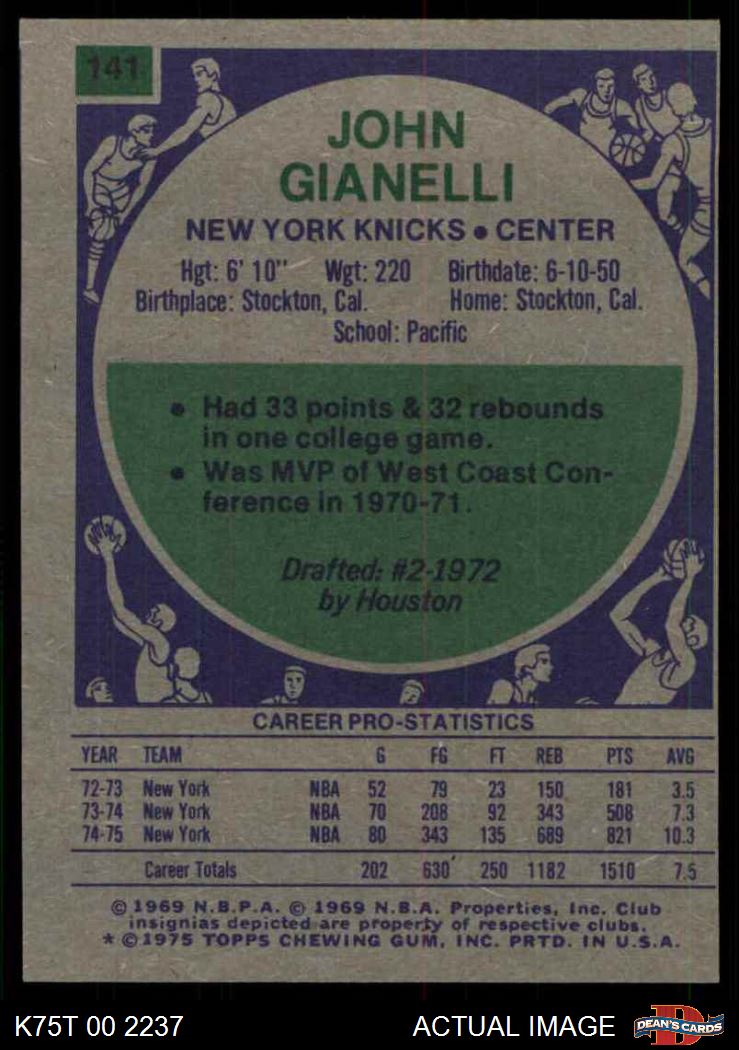 141
JOHN
GIANELLI
NEW YORK KNICKS • CENTER
Hgt: 6' 10" Wgt: 220 Birthdate: 6-10-50
Birthplace: Stockton, Cal. Home: Stockton, Cal.
School: Pacific
• Had 33 points & 32 rebounds
in one college game.
• Was MVP of West Coast Con-
ference in 1970-71.
Drafted: #2-1972
by Houston
CAREER PRO-STATISTICS
YEAR TEAM G FG FT REB PTS AVG
72-73 New York NBA 52 79 23 150 181 3.5
73-74 New York NBA 70 208 92 343 508 7.3
74-75 New York NBA 80 343 135 689 821 10.3
Career Totals 202 630 250 1182 1510 7.5
© 1969 N.B.P.A. © 1969 N.B.A. Properties, Inc. Club
insignias depicted are property of respective clubs.
* © 1975 TOPPS CHEWING GUM, INC. PRTD. IN U.S.A.
K75T 00 2237 ACTUAL IMAGE
D
DEAN'S CARDS